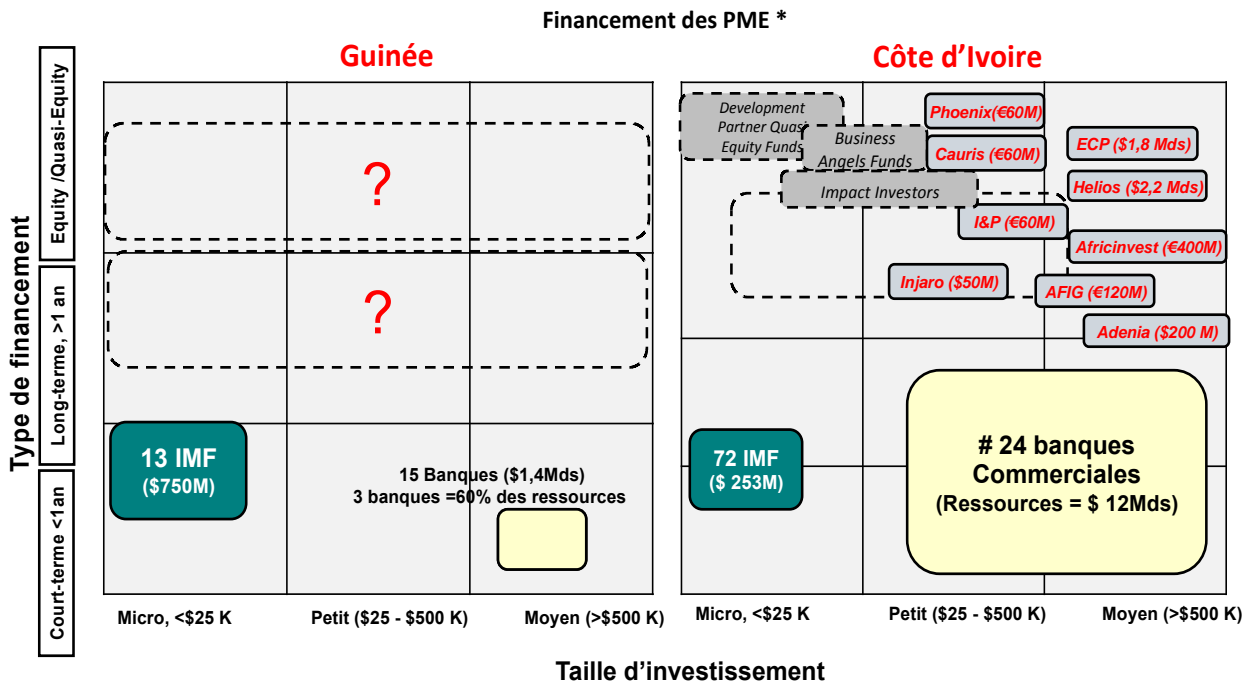 Financement des PME *
Guinée
Côte d'Ivoire
Type de financement
Equity /Quasi-Equity
Long-terme, >1 an
Court-terme <1 an
?
?
13 IMF
($750M)
15 Banques ($1,4Mds)
3 banques =60% des ressources
Micro, <$25 K
Petit ($25 - $500 K)
Moyen (>$500 K)
Development
Partner Quasi
Equity Funds
Business
Angels Funds
Impact Investors
Phoenix(€60M)
Cauris (€60M)
ECP ($1,8 Mds)
Helios ($2,2 Mds)
I&P (€60M)
Africinvest (€400M)
Injaro ($50M)
AFIG (€120M)
Adenia ($200 M)
72 IMF
($ 253M)
# 24 banques
Commerciales
(Ressources = $ 12Mds)
Micro, <$25 K
Petit ($25 - $500 K)
Moyen (>$500 K)
Taille d'investissement